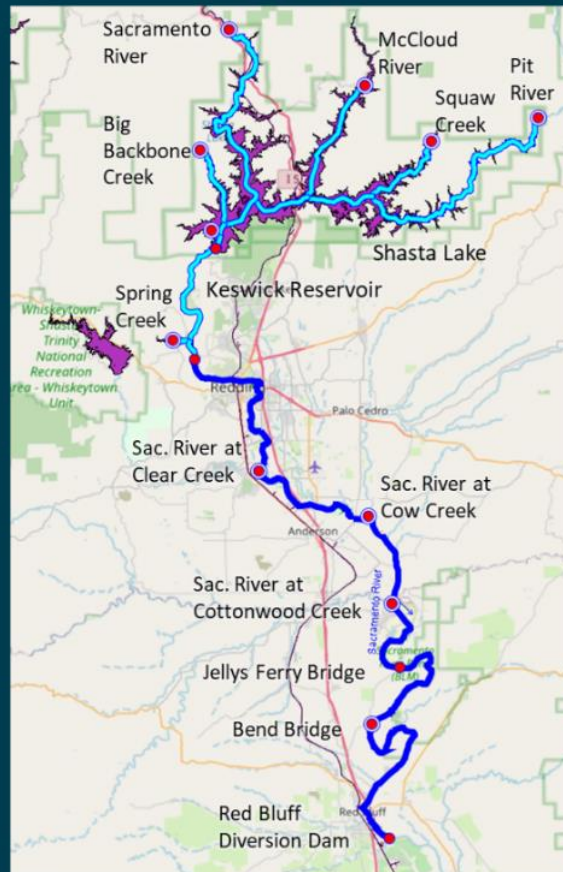 Sacramento
River
McCloud
River
Pit
River
Squaw
Creek
Big
Backbone
Creek
I 5
Shasta Lake
Keswick Reservoir
Spring
Creek
Whiskeytown-
Shasta
Trinity
National
Recreation
Area - Whiskeytown
Unit
Redding
Palo Cedro
Sac. River at
Clear Creek
Sac. River at
Cow Creek
Anderson
Sac. River at
Cottonwood Creek
Sacramento River
Jellys Ferry Bridge
(BLM)
Bend Bridge
Red Bluff
Diversion Dam
Red Bluff